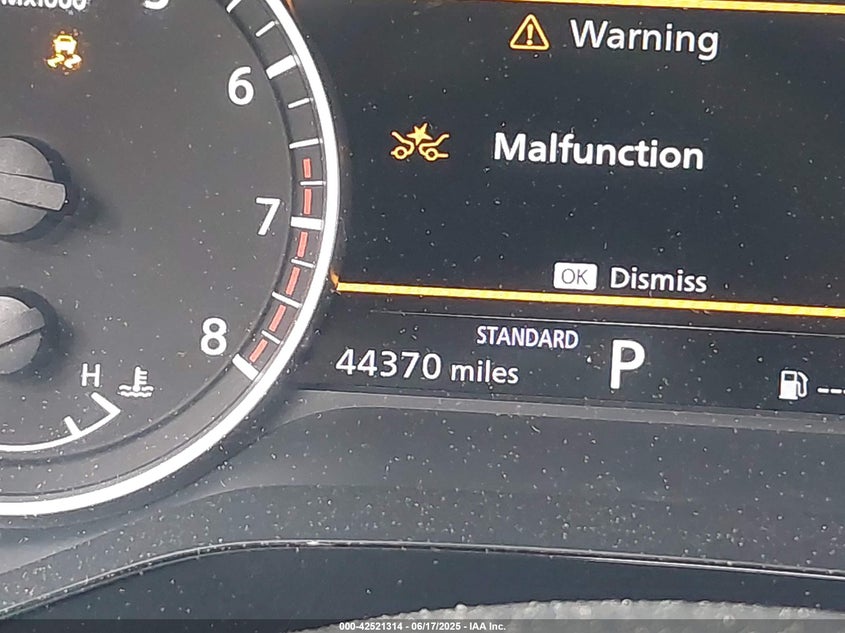 Warning
6
Malfunction
7
OK Dismiss
8
STANDARD
44370 miles
P
H
000-42521314 - 06/17/2025 - IAA Inc.